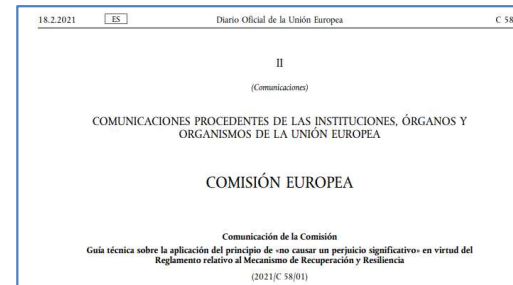 18.2.2021 ES Diario Oficial de la Unión Europea C 58
II
(Comunicaciones)
COMUNICACIONES PROCEDENTES DE LAS INSTITUCIONES, ÓRGANOS Y
ORGANISMOS DE LA UNIÓN EUROPEA
COMISIÓN EUROPEA
Comunicación de la Comisión
Guía técnica sobre la aplicación del principio de «no causar un perjuicio significativo» en virtud del
Reglamento relativo al Mecanismo de Recuperación y Resiliencia
(2021/C 58/01)